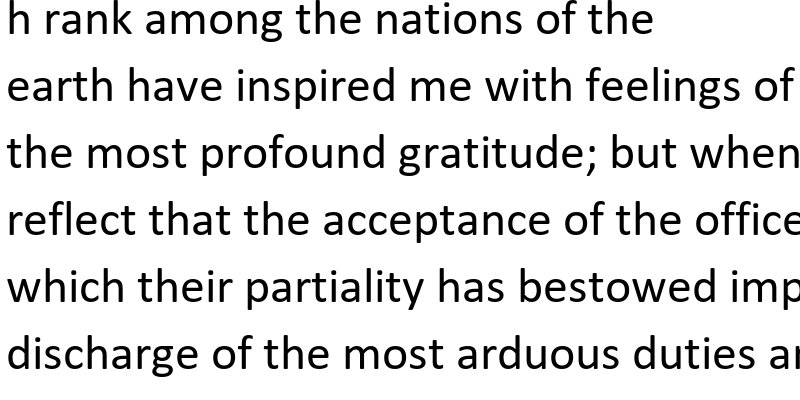 h rank among the nations of the
earth have inspired me with feelings of
the most profound gratitude; but when
reflect that the acceptance of the office
which their partiality has bestowed imp
discharge of the most arduous duties ar